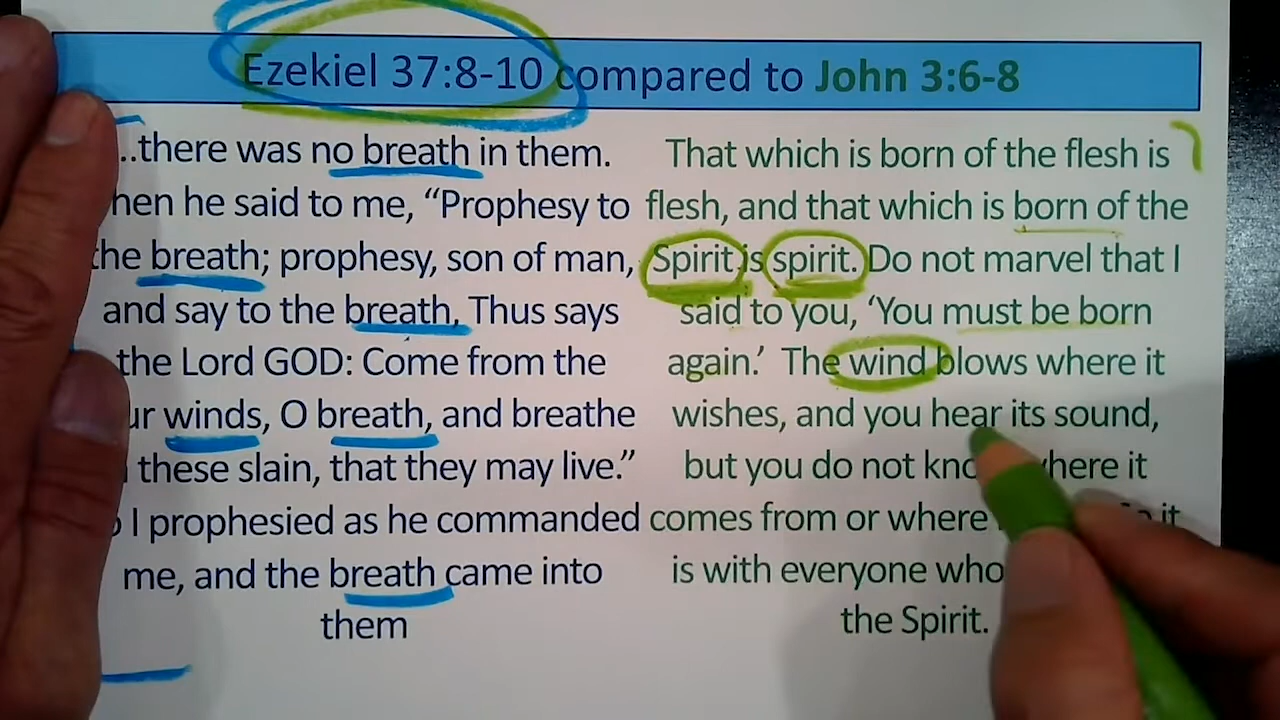 Ezekiel 37:8-10 compared to John 3:6-8
..there was no breath in them.
he said to me, “Prophesy to
breath; prophesy, son of man,
and say to the breath, Thus says
the Lord GOD: Come from the
winds, O breath, and breathe
these slain, that they may live.”
I prophesied as he commanded
me, and the breath came into
them
That which is born of the flesh is
flesh, and that which is born of the
Spirit is spirit. Do not marvel that I
said to you, ‘You must be born
again.’ The wind blows where it
wishes, and you hear its sound,
but you do not where it
comes from or where it
is with everyone who
the Spirit.